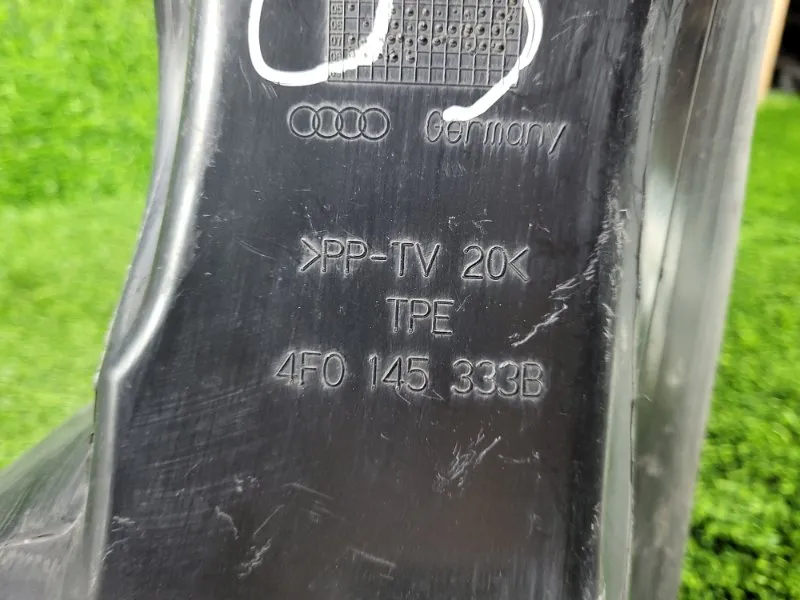 Germany
>PP-TV 20<
TPE
4F0 145 333B